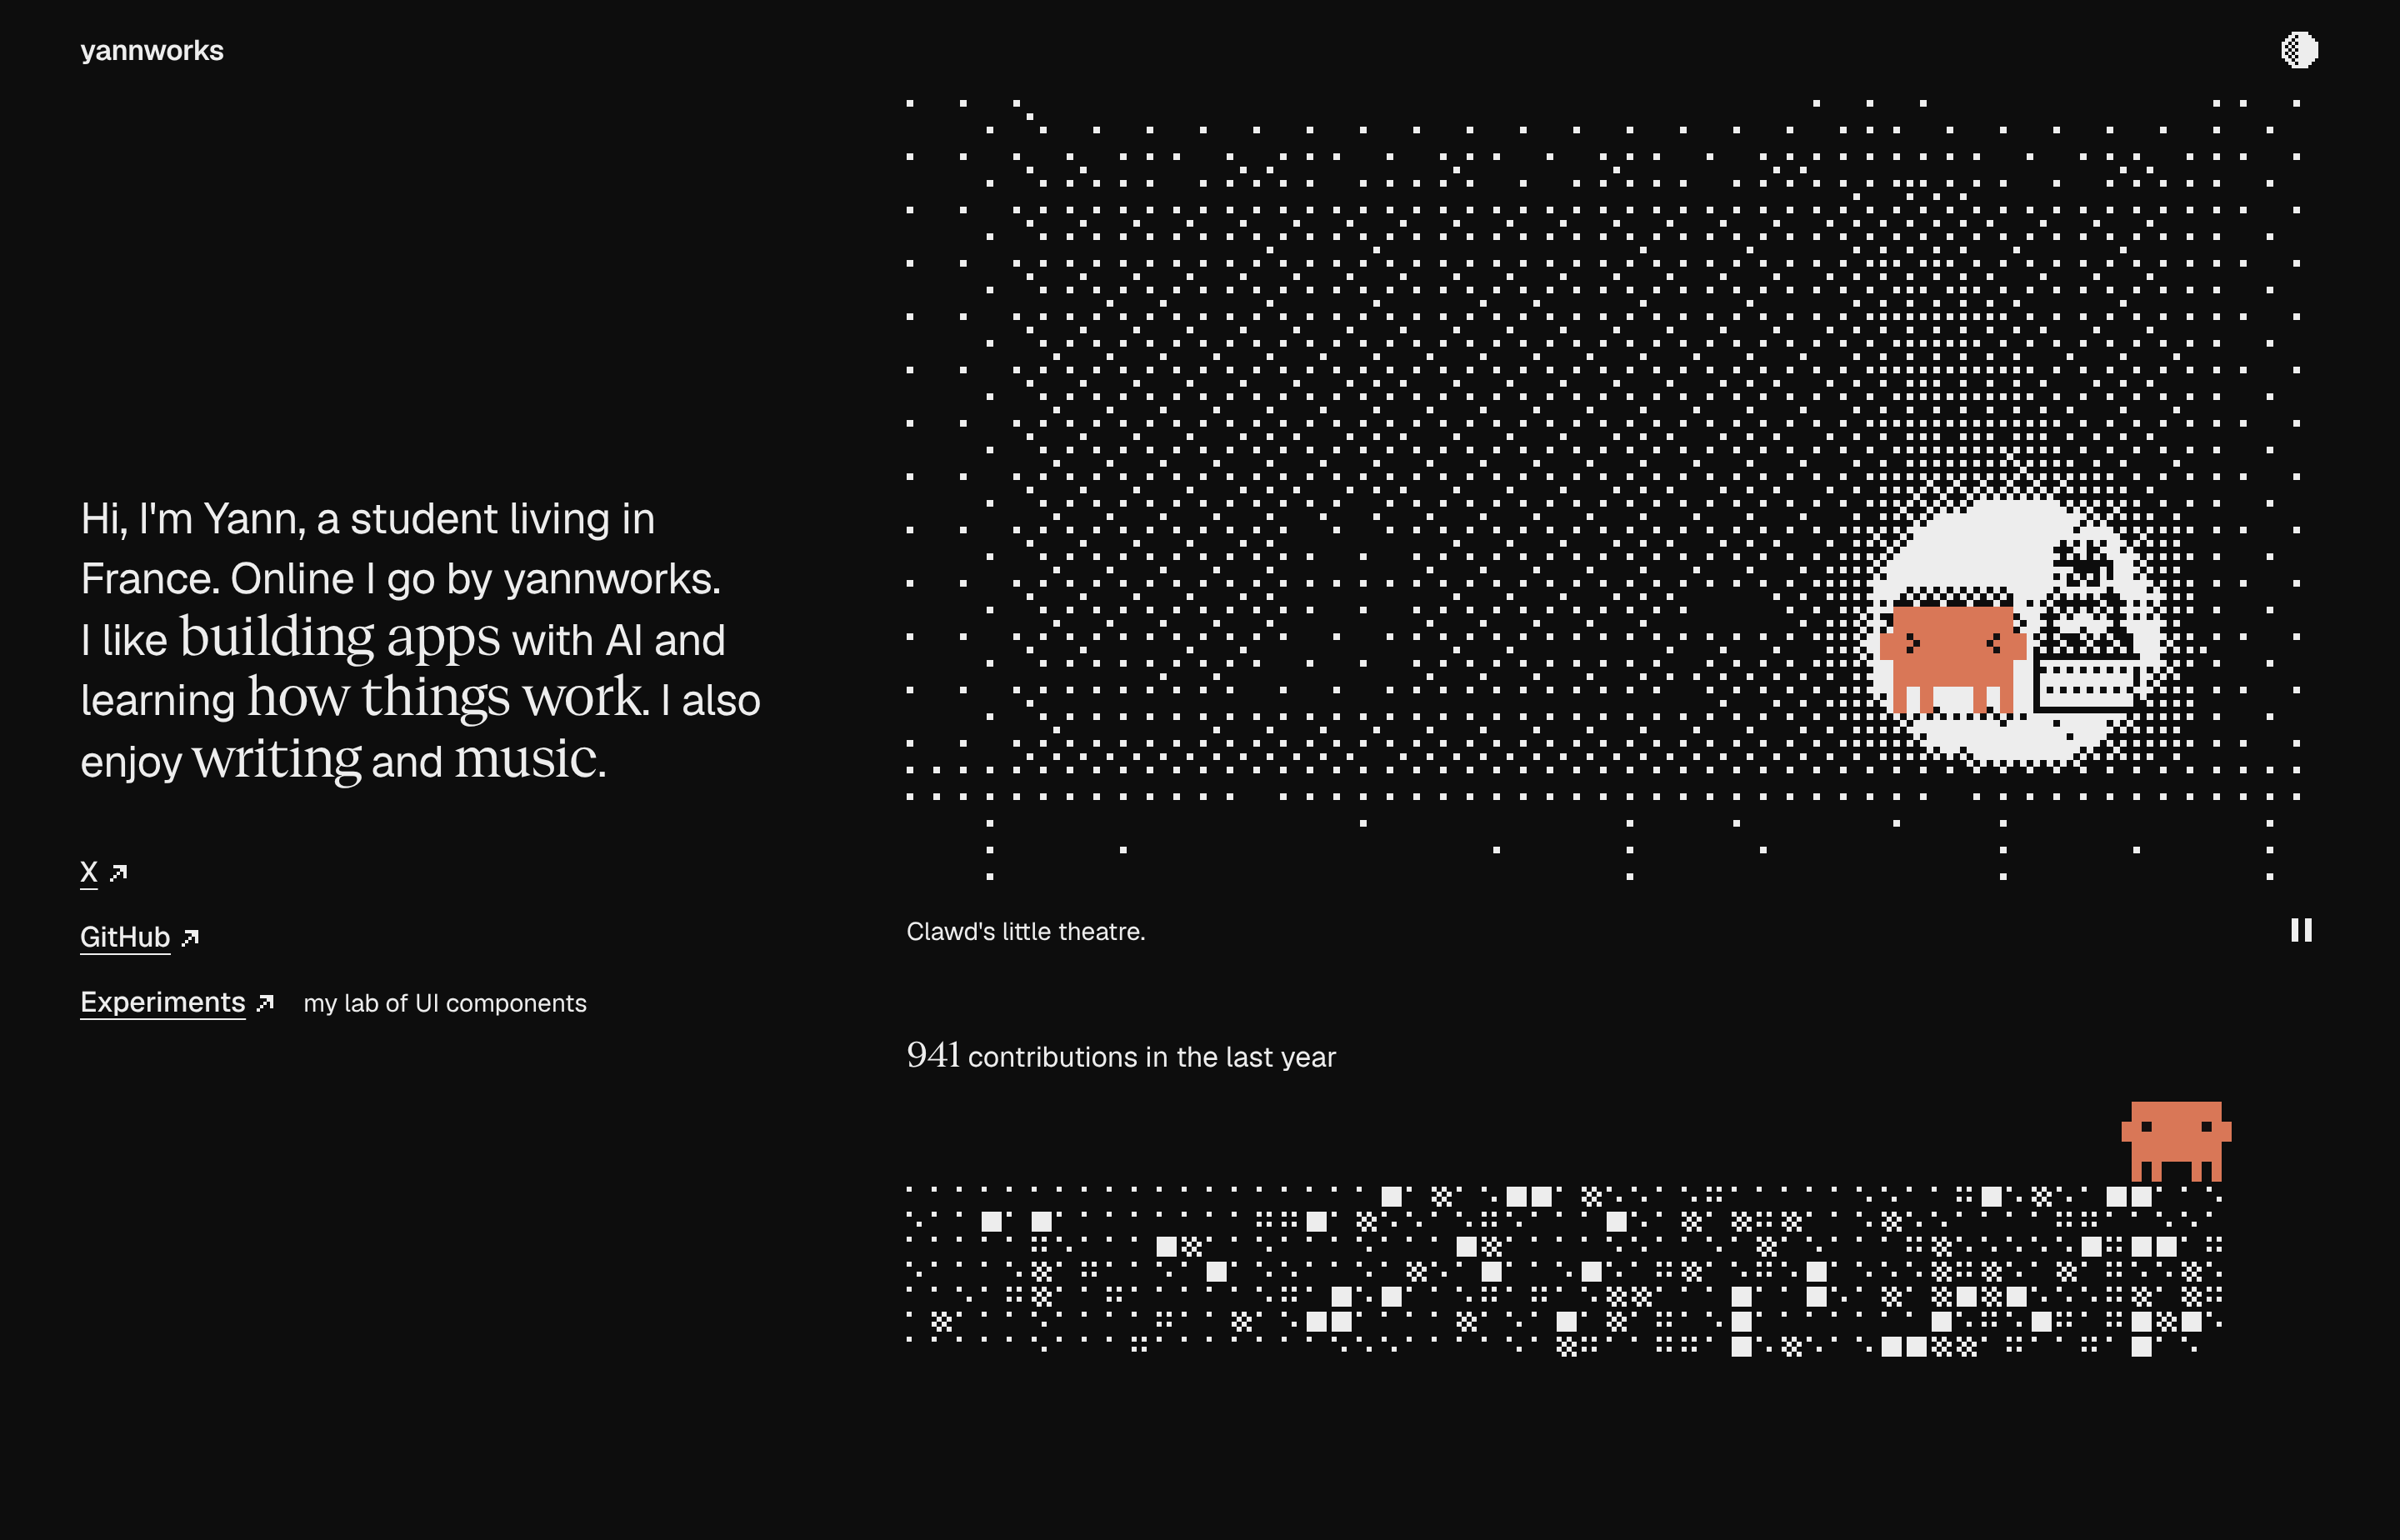 yannworks
Hi, I'm Yann, a student living in
France. Online I go by yannworks.
I like building apps with AI and
learning how things work. I also
enjoy writing and music.
X
GitHub
Experiments my lab of UI components
Clawd's little theatre.
941 contributions in the last year